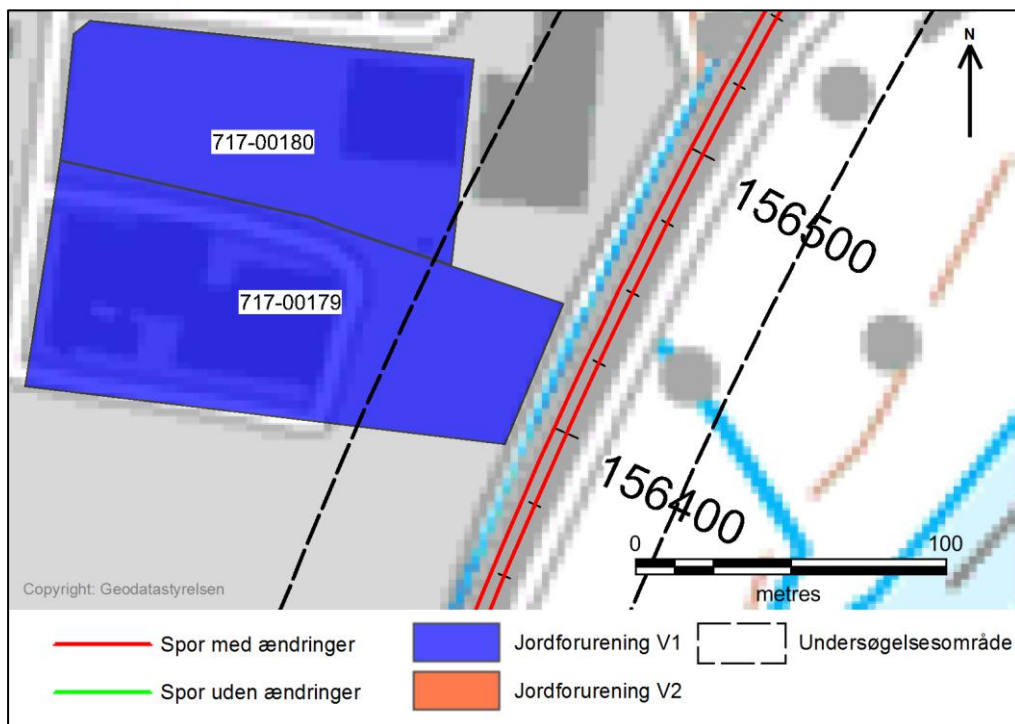 N
717-00180
156500
717-00179
156400
0 100
metres
Copyright: Geodatastyrelsen
Spor med ændringer
Jordforurening V1
Undersøgelsesområde
Spor uden ændringer
Jordforurening V2